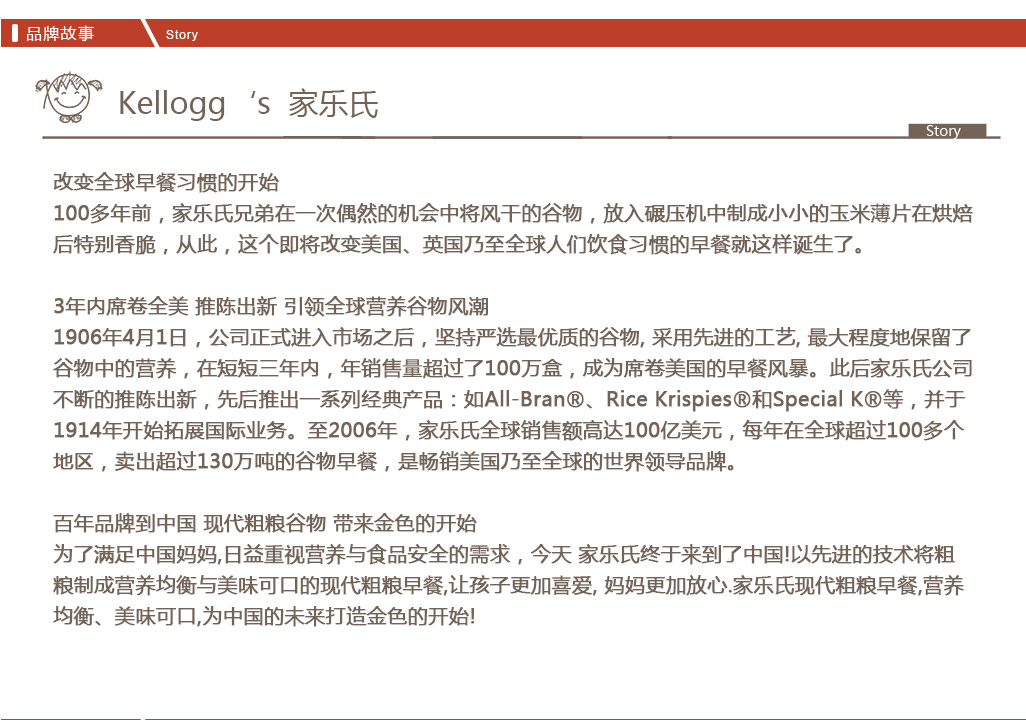 品牌故事
Story
Kellogg ‘s 家乐氏
Story
改变全球早餐习惯的开始
100多年前，家乐氏兄弟在一次偶然的机会中将风干的谷物，放入碾压机中制成小小的玉米薄片在烘焙
后特别香脆，从此，这个即将改变美国、英国乃至全球人们饮食习惯的早餐就这样诞生了。
3年内席卷全美 推陈出新 引领全球营养谷物风潮
1906年4月1日，公司正式进入市场之后，坚持严选最优质的谷物, 采用先进的工艺, 最大程度地保留了
谷物中的营养，在短短三年内，年销售量超过了100万盒，成为席卷美国的早餐风暴。此后家乐氏公司
不断的推陈出新，先后推出一系列经典产品：如All-Bran®、Rice Krispies®和Special K®等，并于
1914年开始拓展国际业务。至2006年，家乐氏全球销售额高达100亿美元，每年在全球超过100多个
地区，卖出超过130万吨的谷物早餐，是畅销美国乃至全球的世界领导品牌。
百年品牌到中国 现代粗粮谷物 带来金色的开始
为了满足中国妈妈,日益重视营养与食品安全的需求，今天 家乐氏终于来到了中国!以先进的技术将粗
粮制成营养均衡与美味可口的现代粗粮早餐,让孩子更加喜爱, 妈妈更加放心.家乐氏现代粗粮早餐,营养
均衡、美味可口,为中国的未来打造金色的开始!